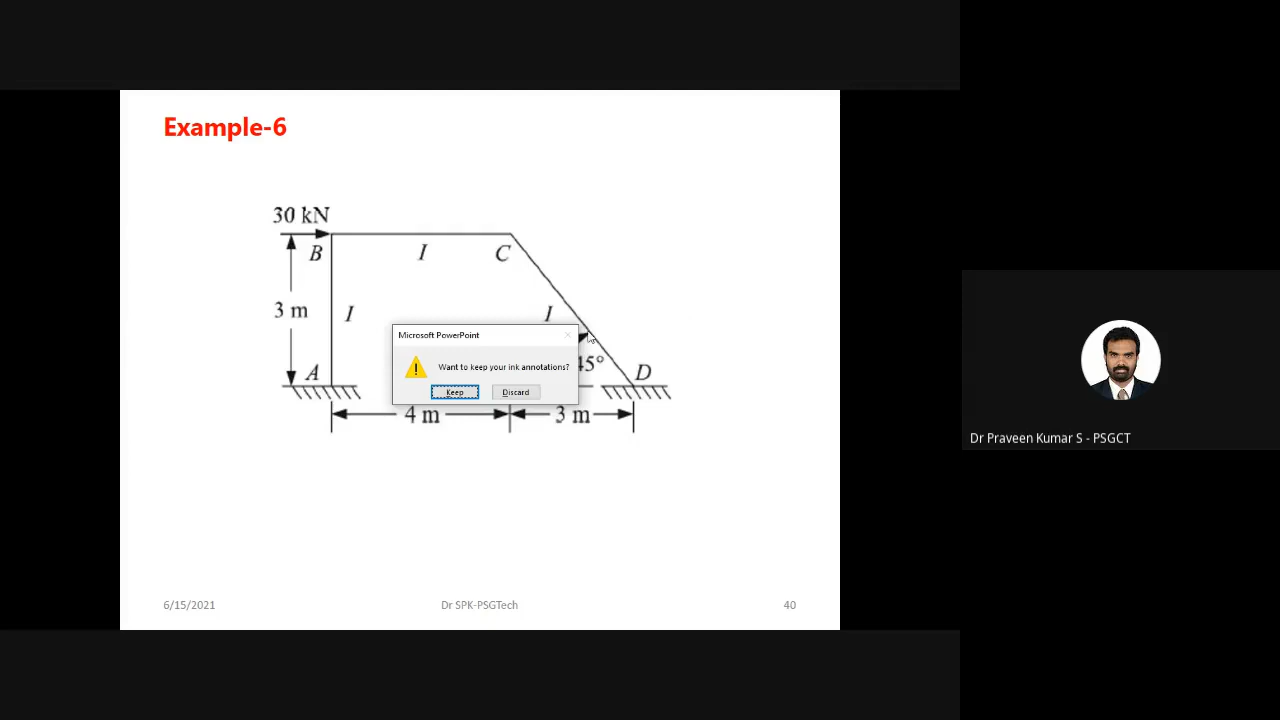 Example-6
30 kN
B
I
C
3 m
I
I
Microsoft PowerPoint
Want to keep your ink annotations?
Keep
Discard
45°
A
D
4 m
3 m
6/15/2021
Dr SPK-PSGTech
40
Dr Praveen Kumar S - PSGCT